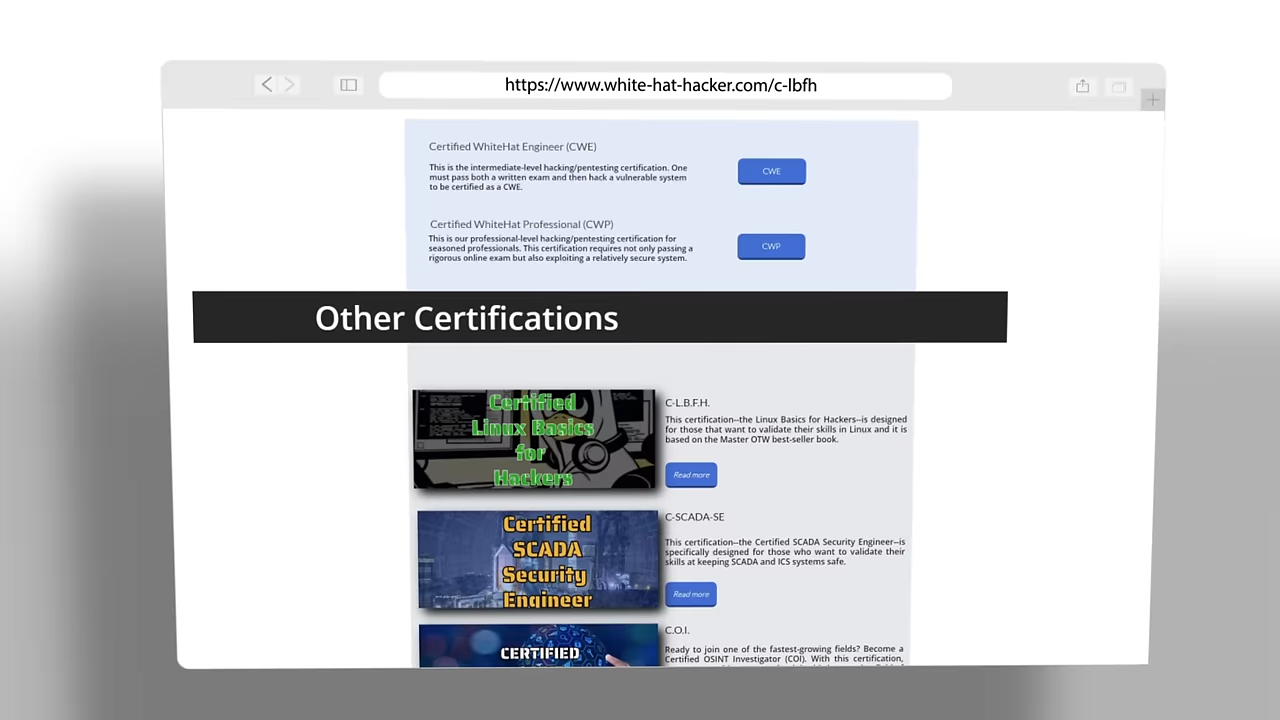 https://www.white-hat-hacker.com/c-lbfh
Certified WhiteHat Engineer (CWE)
This is the intermediate-level hacking/pentesting certification. One
must pass both a written exam and then hack a vulnerable system
to be certified as a CWE.
CWE
Certified WhiteHat Professional (CWP)
This is our professional-level hacking/pentesting certification for
seasoned professionals. This certification requires not only passing a
rigorous online exam but also exploiting a relatively secure system.
CWP
Other Certifications
Certified
Linux Basics
for
Hackers
C-L.B.F.H.
This certification--the Linux Basics for Hackers--is designed
for those that want to validate their skills in Linux and it is
based on the Master OTW best-seller book.
Read more
Certified
SCADA
Security
Engineer
C-SCADA-SE
This certification--the Certified SCADA Security Engineer--is
specifically designed for those who want to validate their
skills at keeping SCADA and ICS systems safe.
Read more
CERTIFIED
C.O.I.
Ready to join one of the fastest-growing fields? Become a
Certified OSINT Investigator (COI). With this certification,